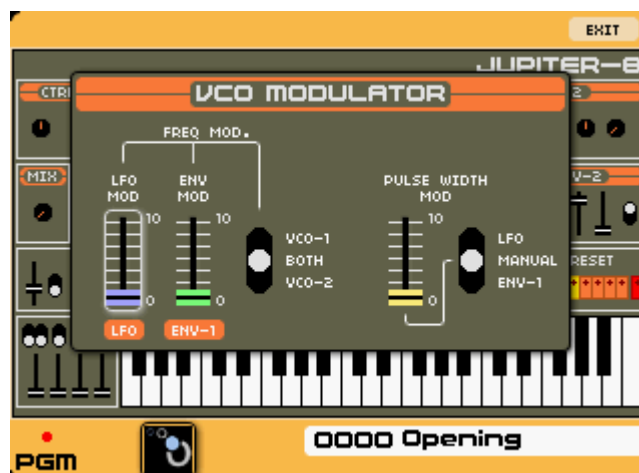 EXIT
JUPITER-8
VCO MODULATOR
FREQ MOD.
LFO MOD
ENV MOD
PULSE WIDTH
MOD
10
10
10
VCO-1
BOTH
VCO-2
LFO
MANUAL
ENV-1
0
0
0
LFO
ENV-1
MIX
V-2
RESET
0000 Opening
PGM